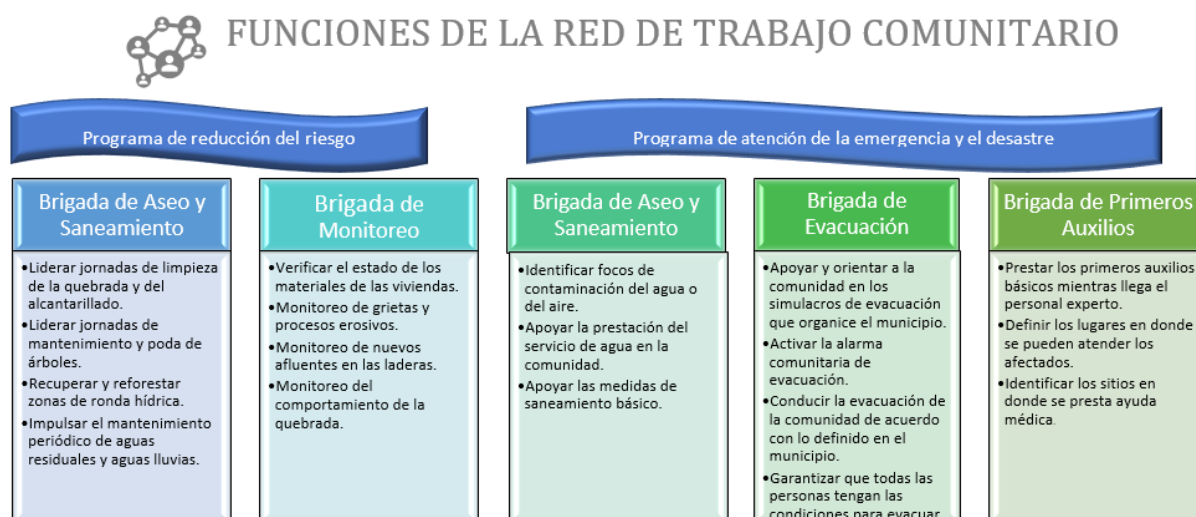 FUNCIONES DE LA RED DE TRABAJO COMUNITARIO
Programa de reducción del riesgo
Programa de atención de la emergencia y el desastre
Brigada de Aseo y
Saneamiento
•Liderar jornadas de limpieza
de la quebrada y del
alcantarillado.
•Liderar jornadas de
mantenimiento y poda de
árboles.
•Recuperar y reforestar
zonas de ronda hídrica.
•Impulsar el mantenimiento
periódico de aguas
residuales y aguas lluvias.
Brigada de
Monitoreo
•Verificar el estado de los
materiales de las viviendas.
•Monitoreo de grietas y
procesos erosivos.
•Monitoreo de nuevos
afluentes en las laderas.
•Monitoreo del
comportamiento de la
quebrada.
Brigada de Aseo y
Saneamiento
•Identificar focos de
contaminación del agua o
del aire.
•Apoyar la prestación del
servicio de agua en la
comunidad.
•Apoyar las medidas de
saneamiento básico.
Brigada de
Evacuación
•Apoyar y orientar a la
comunidad en los
simulacros de evacuación
que organice el municipio.
•Activar la alarma
comunitaria de
evacuación.
•Conducir la evacuación de
la comunidad de acuerdo
con lo definido en el
municipio.
•Garantizar que todas las
personas tengan las
condiciones para evacuar
Brigada de Primeros
Auxilios
•Prestar los primeros auxilios
básicos mientras llega el
personal experto.
•Definir los lugares en donde
se pueden atender los
afectados.
•Identificar los sitios en
donde se presta ayuda
médica.